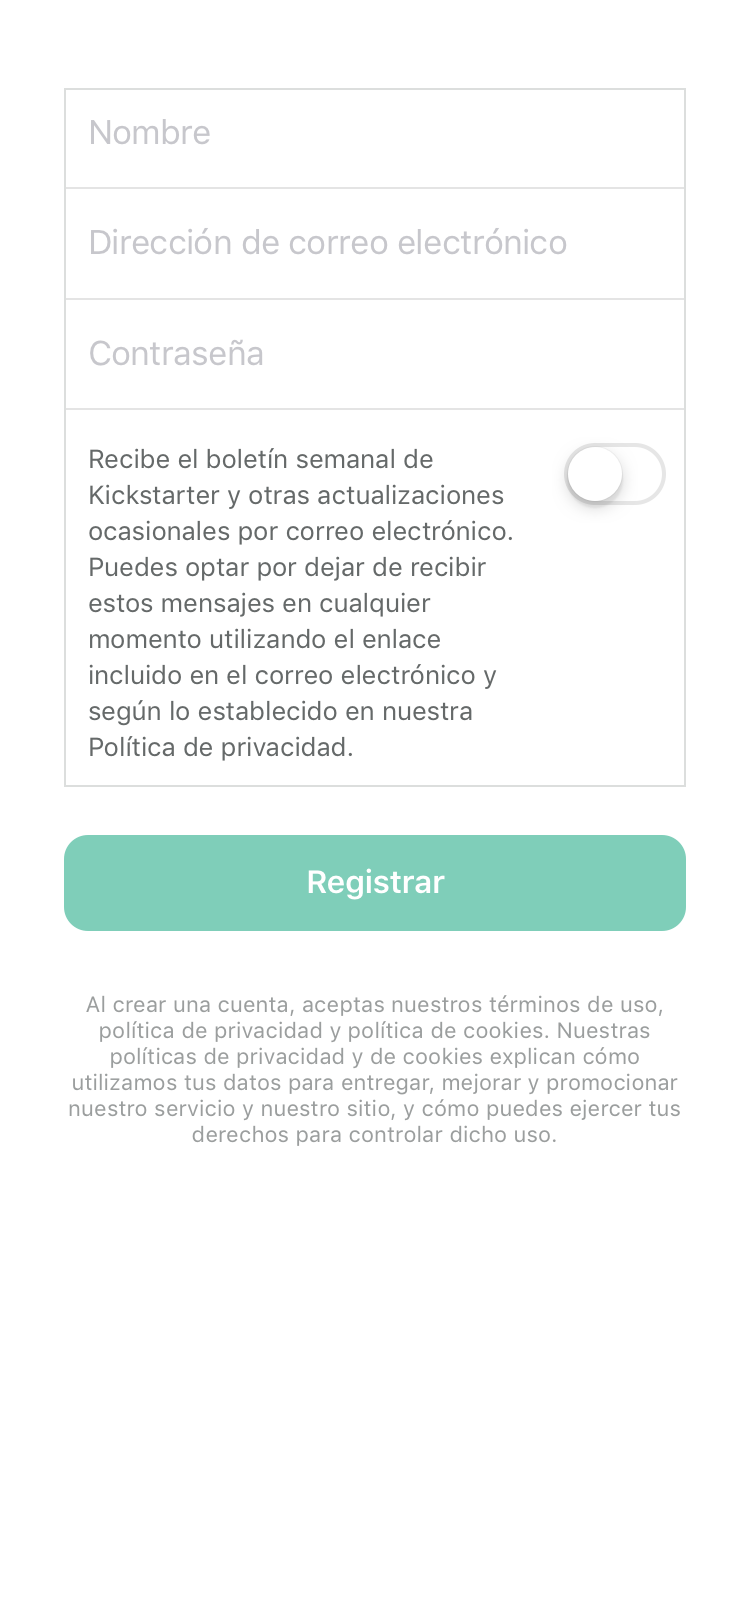 Nombre
Dirección de correo electrónico
Contraseña
Recibe el boletín semanal de
Kickstarter y otras actualizaciones
ocasionales por correo electrónico.
Puedes optar por dejar de recibir
estos mensajes en cualquier
momento utilizando el enlace
incluido en el correo electrónico y
según lo establecido en nuestra
Política de privacidad.
Registrar
Al crear una cuenta, aceptas nuestros términos de uso,
política de privacidad y política de cookies. Nuestras
políticas de privacidad y de cookies explican cómo
utilizamos tus datos para entregar, mejorar y promocionar
nuestro servicio y nuestro sitio, y cómo puedes ejercer tus
derechos para controlar dicho uso.